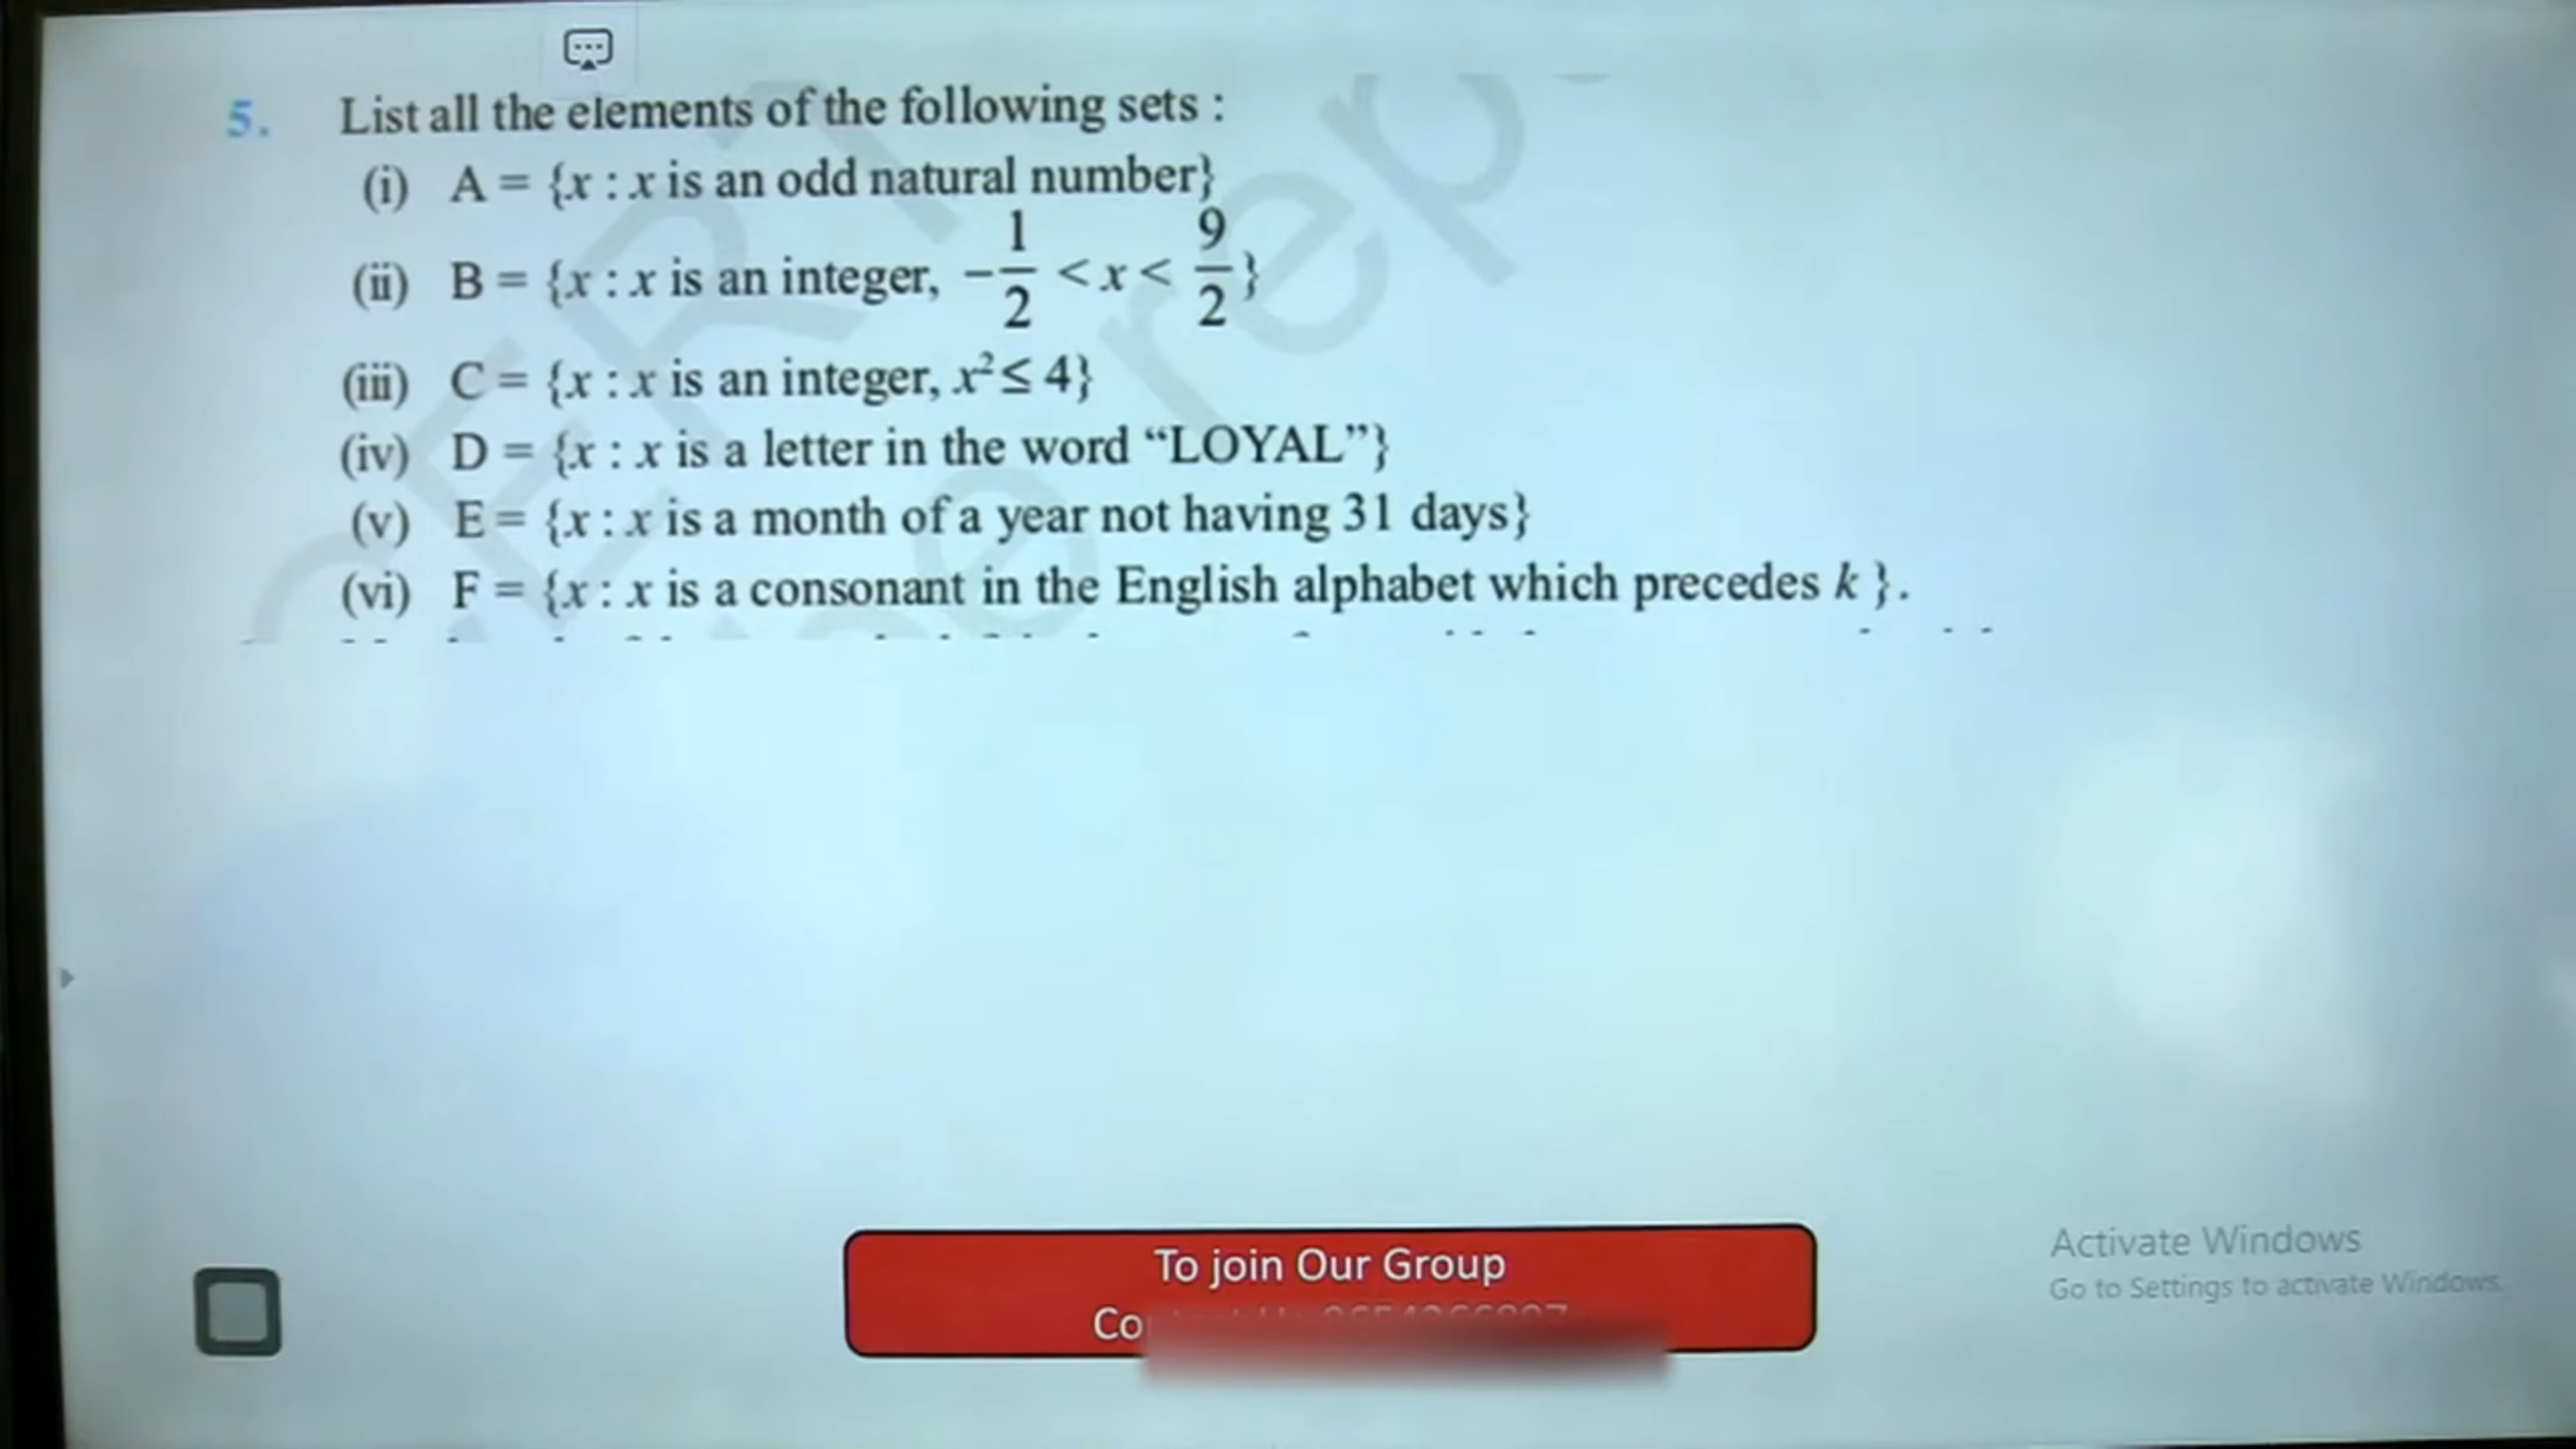 5. List all the elements of the following sets :
(i) A = {x : x is an odd natural number}
(ii) B = {x : x is an integer, -1/2 < x < 9/2}
(iii) C = {x : x is an integer, x² ≤ 4}
(iv) D = {x : x is a letter in the word “LOYAL”}
(v) E = {x : x is a month of a year not having 31 days}
(vi) F = {x : x is a consonant in the English alphabet which precedes k }.
To join Our Group
Activate Windows
Go to Settings to activate Windows.